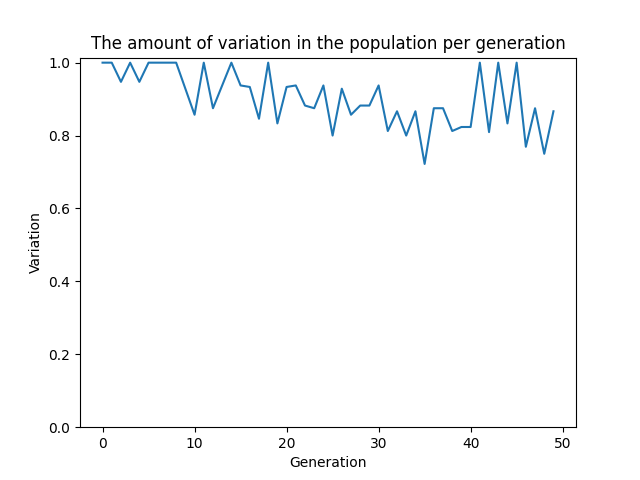 The amount of variation in the population per generation
1.0
0.8
0.6
0.4
0.2
0.0
Variation
0 10 20 30 40 50
Generation